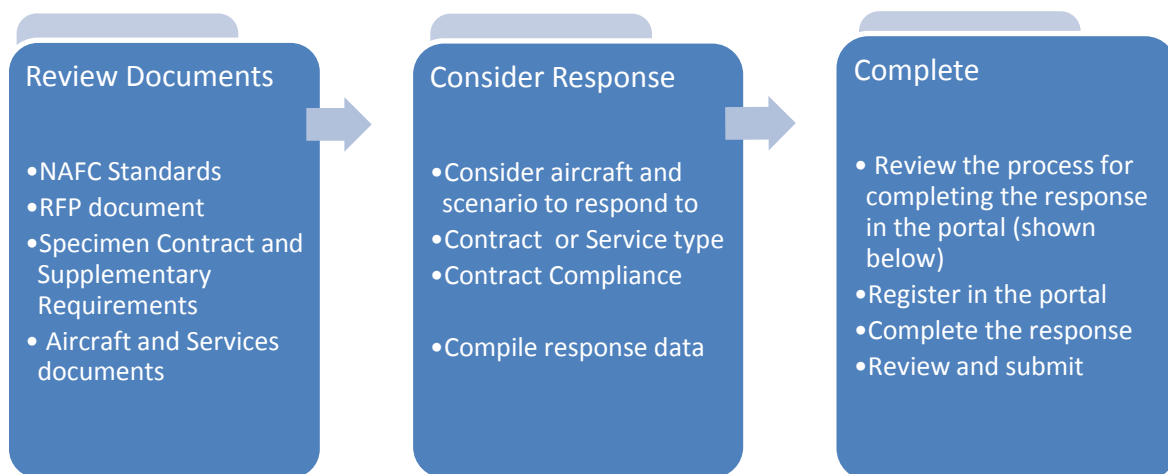 Review Documents
•NAFC Standards
•RFP document
•Specimen Contract and
Supplementary
Requirements
• Aircraft and Services
documents
Consider Response
•Consider aircraft and
scenario to respond to
•Contract or Service type
•Contract Compliance
•Compile response data
Complete
• Review the process for
completing the response
in the portal (shown
below)
•Register in the portal
•Complete the response
•Review and submit